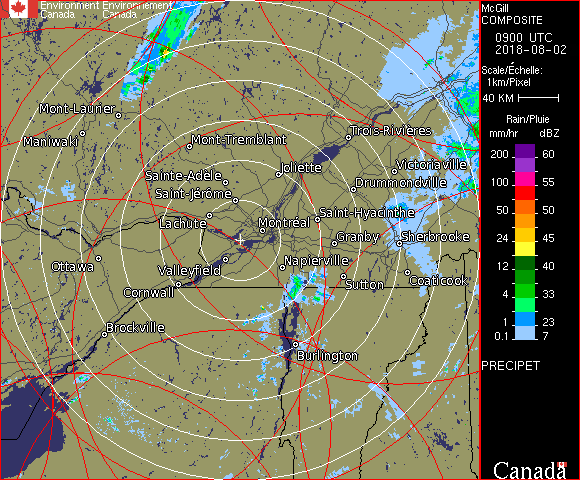 Environment Environnement
Canada Canada
McGill
COMPOSITE
0900 UTC
2018-08-02
Scale/Échelle:
1km/Pixel
40 KM
Rain/Pluie
mm/hr dBZ
200 60
100 55
50 50
24 45
12 40
4 33
1 23
0.1 7
PRECIPET
Canada
Mont-Laurier
Maniwaki
Mont-Tremblant
Trois-Rivières
Joliette
Victoriaville
Sainte-Adèle
Drummondville
Saint-Jérôme
Lachute
Saint-Hyacinthe
Montréal
Granby
Sherbrooke
Ottawa
Valleyfield
Napierville
Cornwall
Sutton
Coaticook
Brockville
Burlington